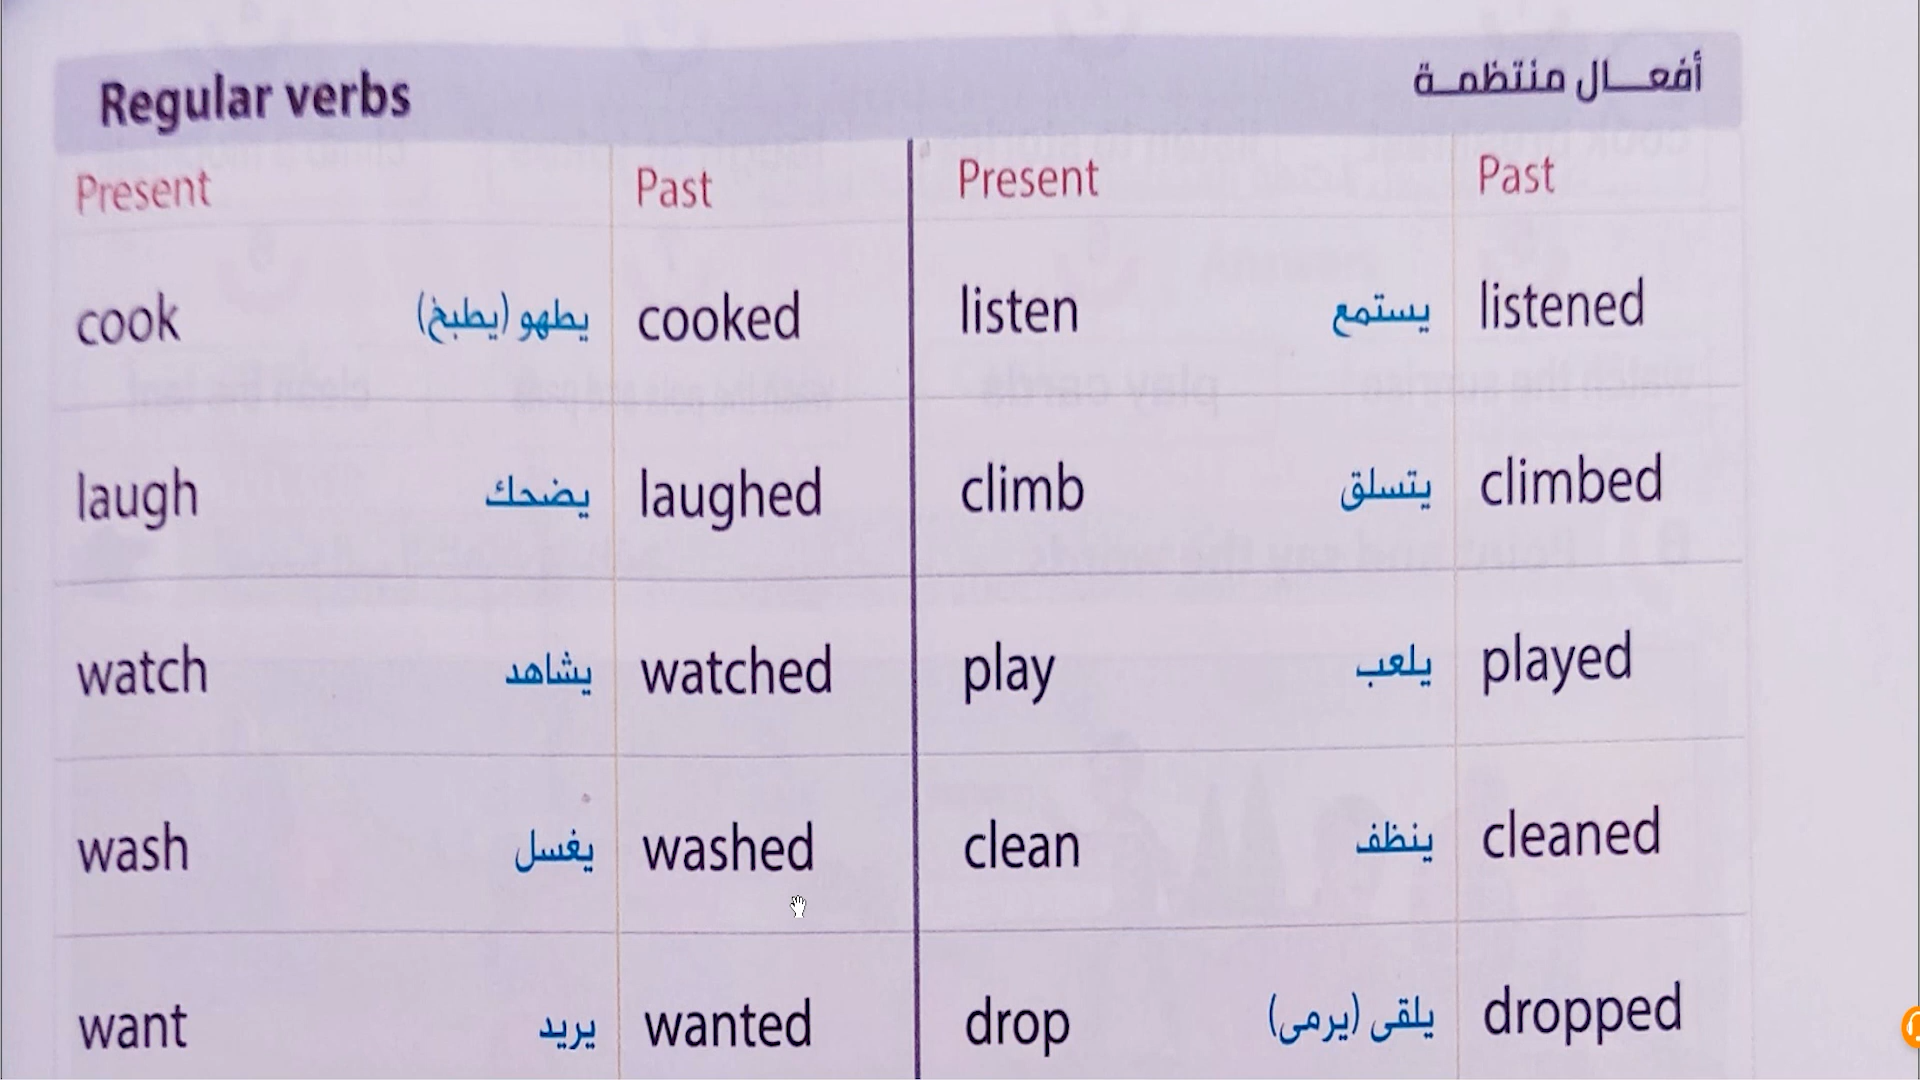 Regular verbs أفعـــال منتظمـة
Present Past Present Past
cook يطهو (يطبخ) cooked listen يستمع listened
laugh يضحك laughed climb يتسلق climbed
watch يشاهد watched play يلعب played
wash يغسل washed clean ينظف cleaned
want يريد wanted drop يلقى (يرمى) dropped